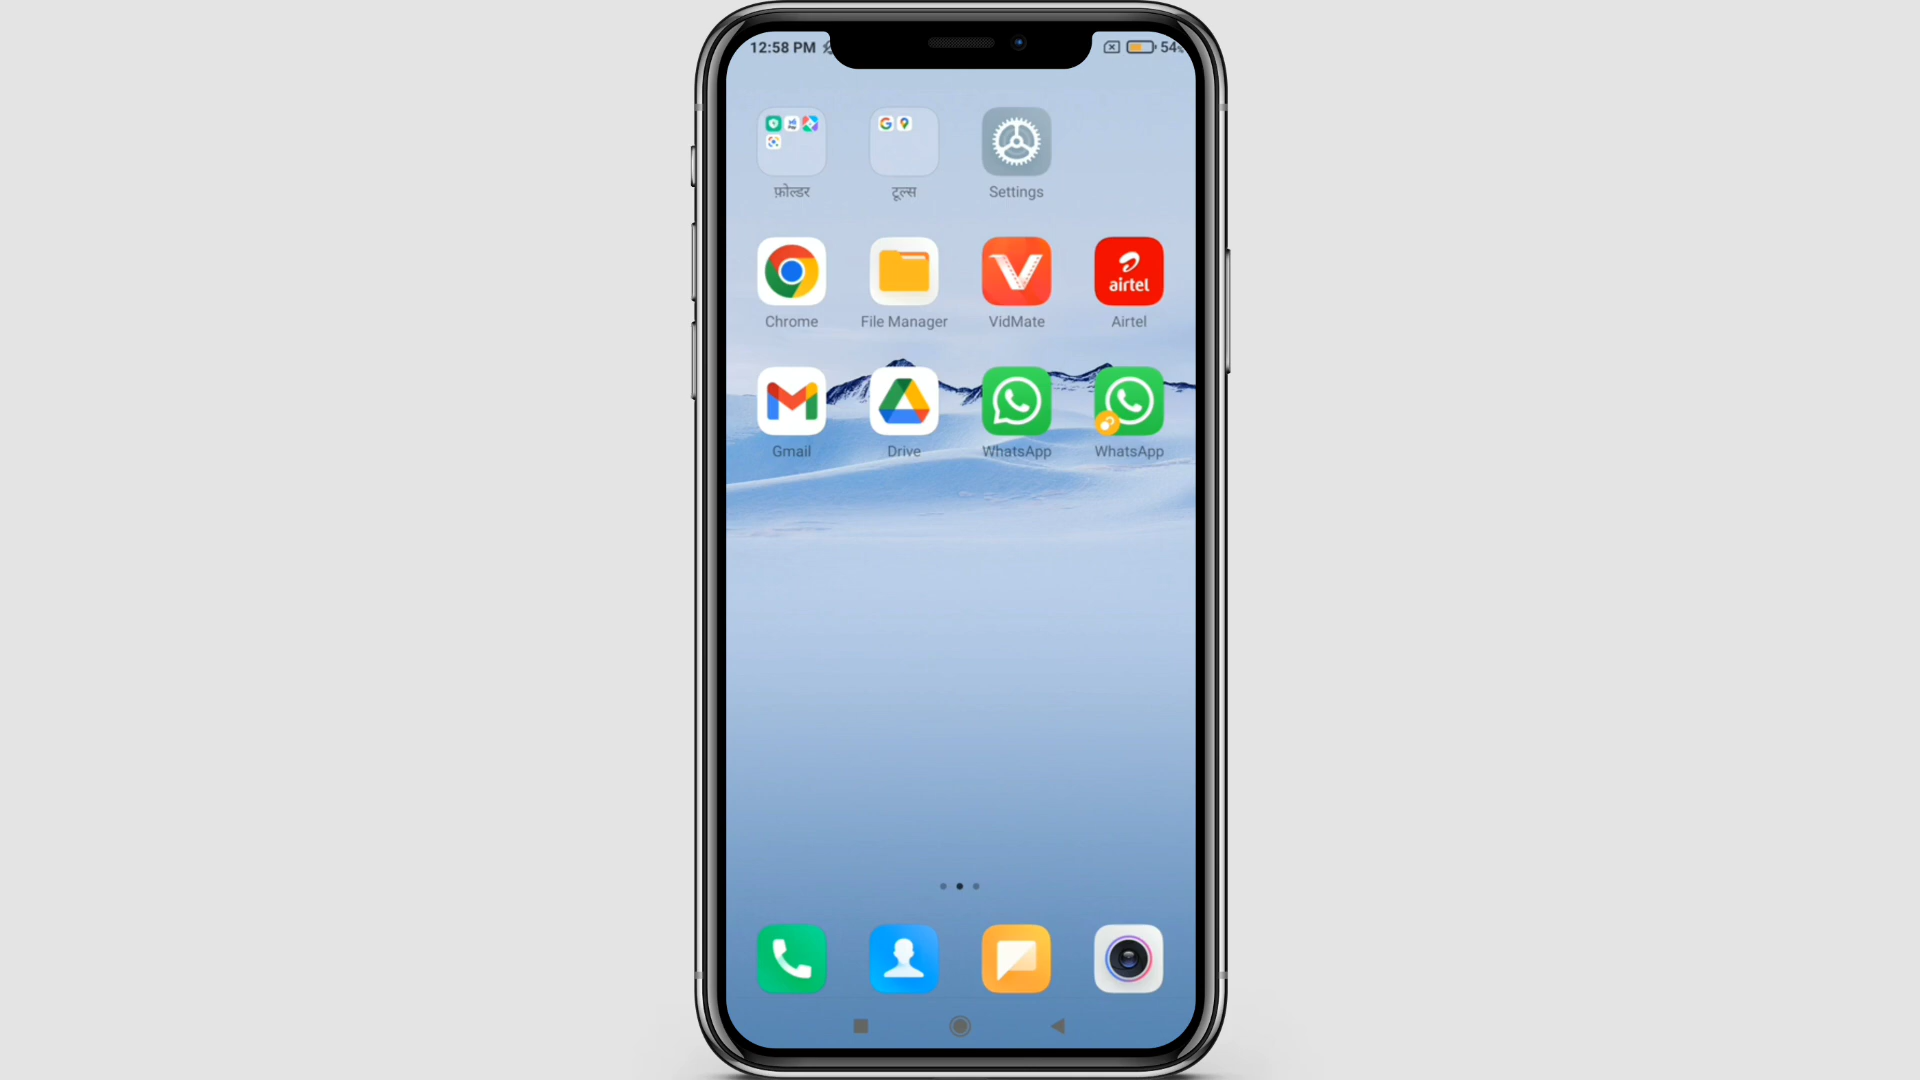 12:58 PM
54
फ़ोल्डर
टूल्स
Settings
airtel
Chrome
File Manager
VidMate
Airtel
Gmail
Drive
WhatsApp
WhatsApp